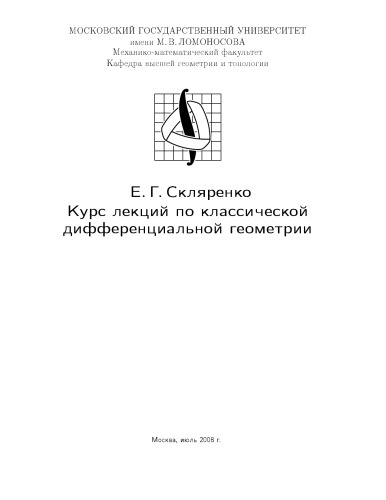 МОСКОВСКИЙ ГОСУДАРСТВЕННЫЙ УНИВЕРСИТЕТ
имени М. В. ЛОМОНОСОВА
Механико-математический факультет
Кафедра высшей геометрии и топологии
Е. Г. Скляренко
Курс лекций по классической
дифференциальной геометрии
Москва, июль 2008 г.